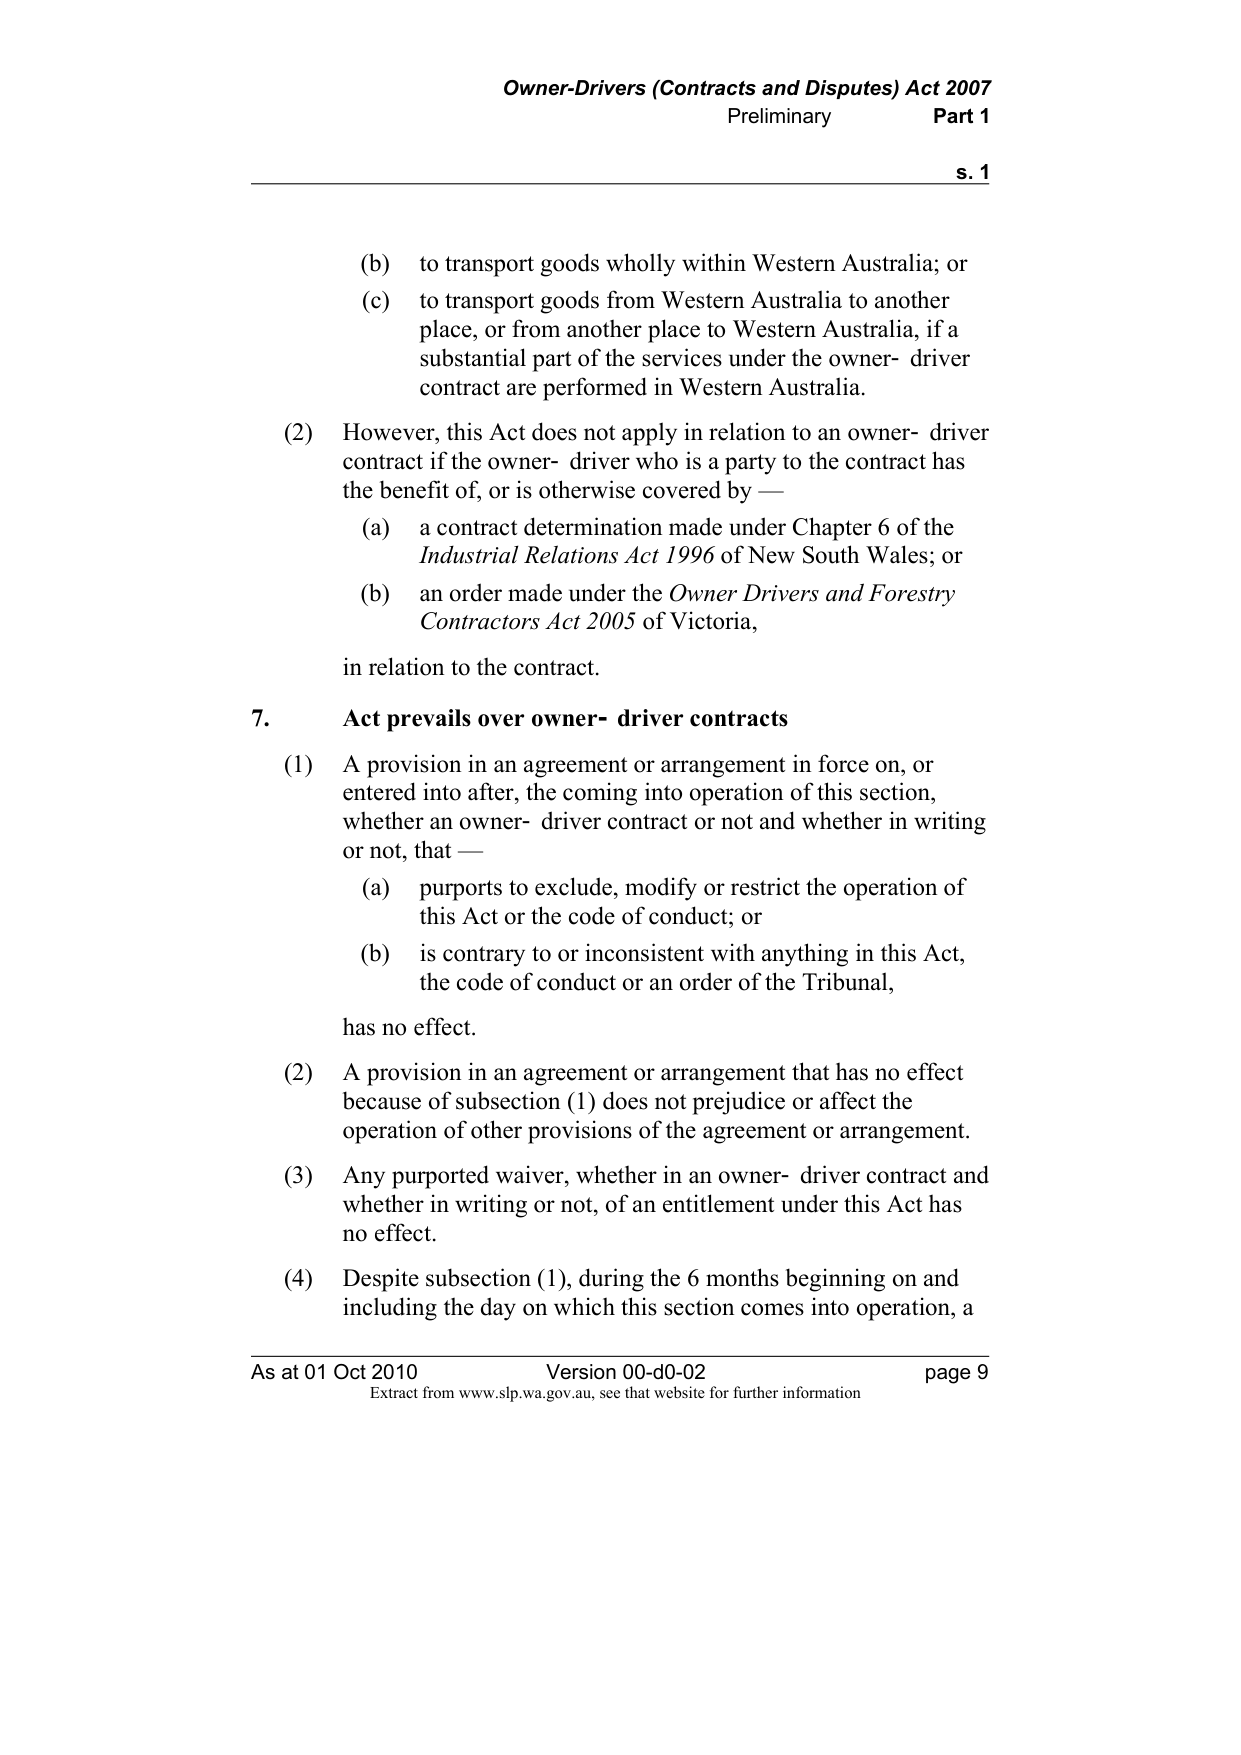 Owner-Drivers (Contracts and Disputes) Act 2007
Preliminary Part 1
s. 1
(b) to transport goods wholly within Western Australia; or
(c) to transport goods from Western Australia to another
place, or from another place to Western Australia, if a
substantial part of the services under the owner- driver
contract are performed in Western Australia.
(2) However, this Act does not apply in relation to an owner- driver
contract if the owner- driver who is a party to the contract has
the benefit of, or is otherwise covered by —
(a) a contract determination made under Chapter 6 of the
Industrial Relations Act 1996 of New South Wales; or
(b) an order made under the Owner Drivers and Forestry
Contractors Act 2005 of Victoria,
in relation to the contract.
7. Act prevails over owner- driver contracts
(1) A provision in an agreement or arrangement in force on, or
entered into after, the coming into operation of this section,
whether an owner- driver contract or not and whether in writing
or not, that —
(a) purports to exclude, modify or restrict the operation of
this Act or the code of conduct; or
(b) is contrary to or inconsistent with anything in this Act,
the code of conduct or an order of the Tribunal,
has no effect.
(2) A provision in an agreement or arrangement that has no effect
because of subsection (1) does not prejudice or affect the
operation of other provisions of the agreement or arrangement.
(3) Any purported waiver, whether in an owner- driver contract and
whether in writing or not, of an entitlement under this Act has
no effect.
(4) Despite subsection (1), during the 6 months beginning on and
including the day on which this section comes into operation, a
As at 01 Oct 2010 Version 00-d0-02 page 9
Extract from www.slp.wa.gov.au, see that website for further information